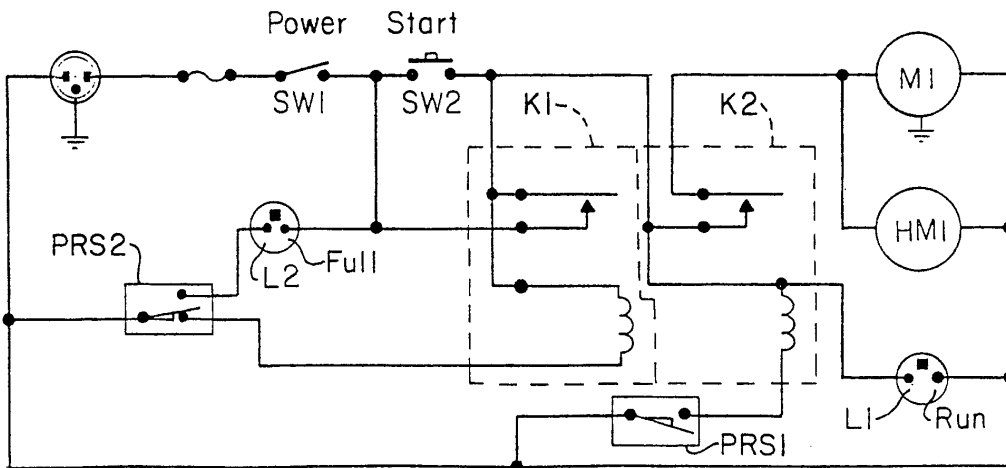 Power Start
SW1 SW2 K1 K2 M1
PRS2 L2 Full HM1
L1 Run
PRS1